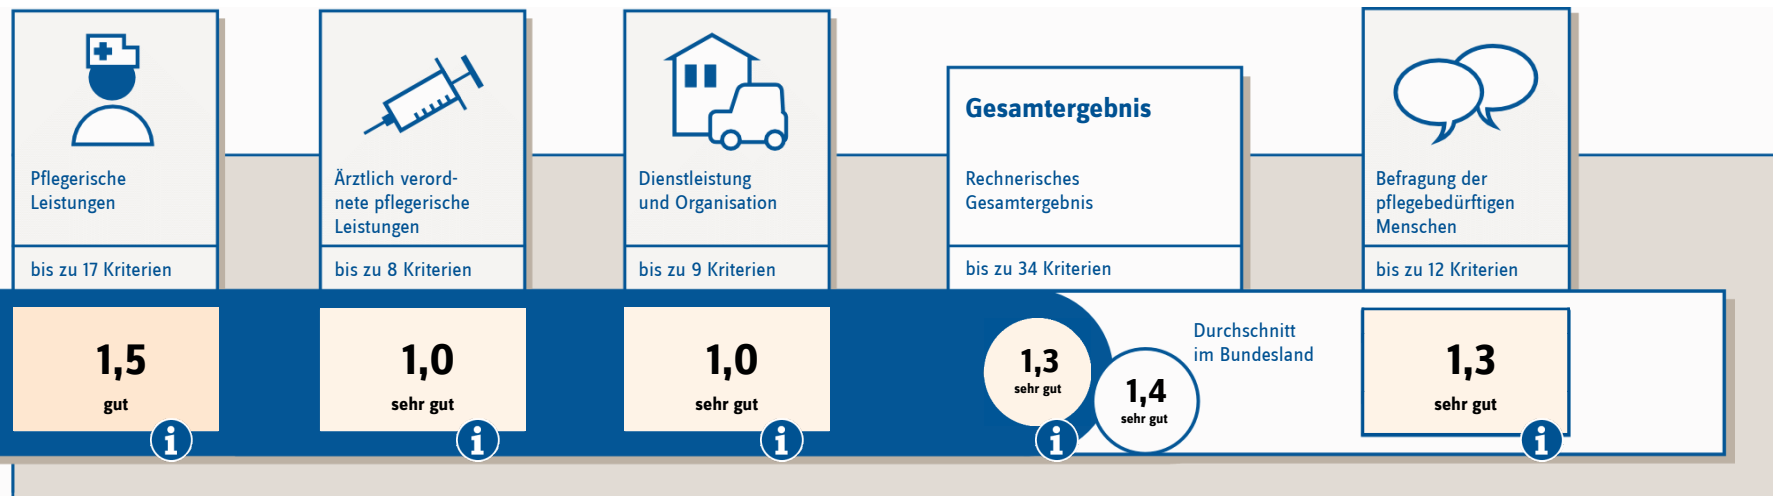 Pflegerische
Leistungen
bis zu 17 Kriterien
1,5
gut
Ärztlich verord-
nete pflegerische
Leistungen
bis zu 8 Kriterien
1,0
sehr gut
Dienstleistung
und Organisation
bis zu 9 Kriterien
1,0
sehr gut
Gesamtergebnis
Rechnerisches
Gesamtergebnis
bis zu 34 Kriterien
1,3
sehr gut
1,4
sehr gut
Durchschnitt
im Bundesland
Befragung der
pflegebedürftigen
Menschen
bis zu 12 Kriterien
1,3
sehr gut